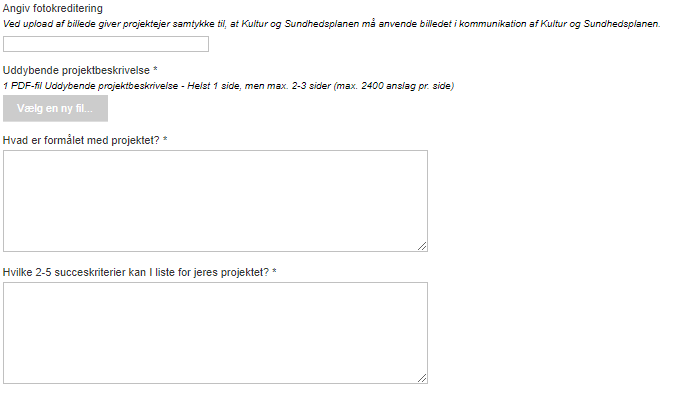 Angiv fotokreditering
Ved upload af billede giver projektejer samtykke til, at Kultur og Sundhedsplanen må anvende billedet i kommunikation af Kultur og Sundhedsplanen.
Uddybende projektbeskrivelse *
1 PDF-fil Uddybende projektbeskrivelse - Helst 1 side, men max. 2-3 sider (max. 2400 anslag pr. side)
Vælg en ny fil...
Hvad er formålet med projektet? *
Hvilke 2-5 succeskriterier kan I liste for jeres projektet? *